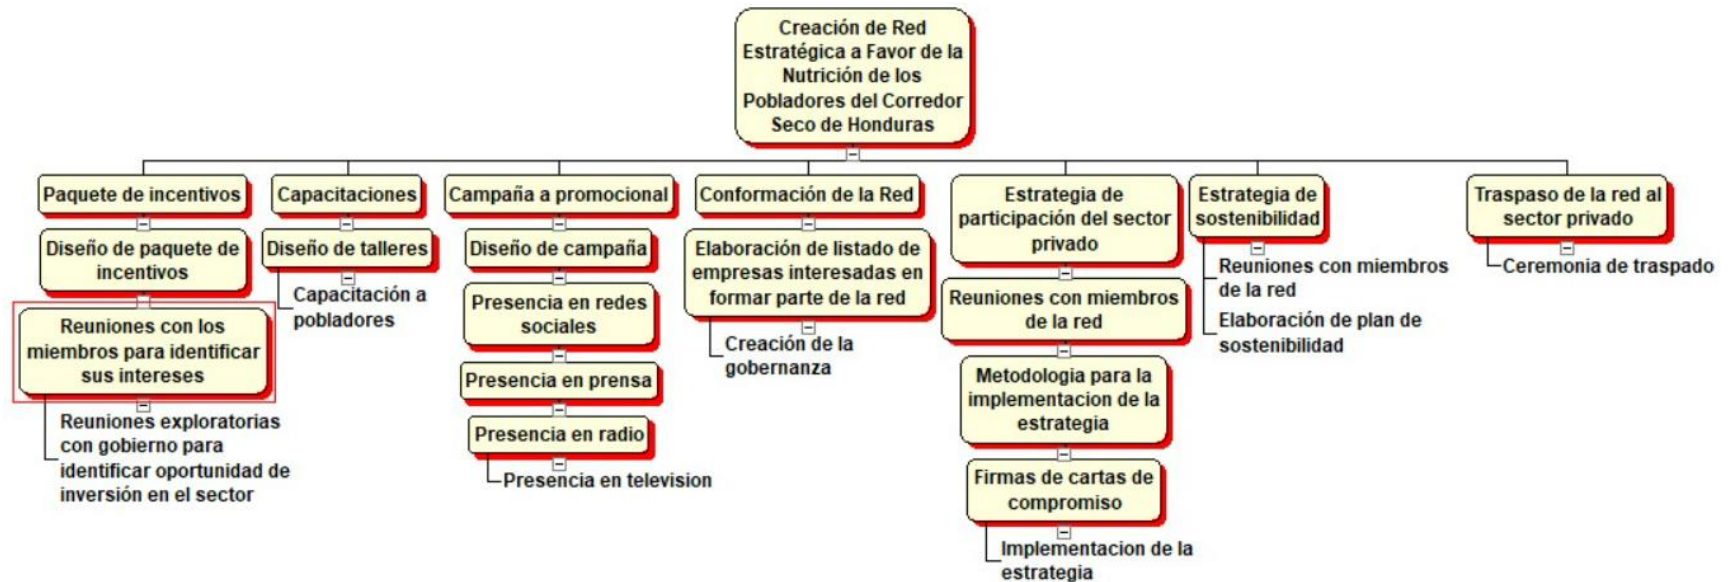 Creación de Red
Estratégica a Favor de la
Nutrición de los
Pobladores del Corredor
Seco de Honduras
Paquete de incentivos
Diseño de paquete de
incentivos
Reuniones con los
miembros para identificar
sus intereses
Reuniones exploratorias
con gobierno para
identificar oportunidad de
inversión en el sector
Capacitaciones
Diseño de talleres
Capacitación a
pobladores
Campaña a promocional
Diseño de campaña
Presencia en redes
sociales
Presencia en prensa
Presencia en radio
Presencia en television
Conformación de la Red
Elaboración de listado de
empresas interesadas en
formar parte de la red
Creación de la
gobernanza
Estrategia de
participación del sector
privado
Reuniones con miembros
de la red
Metodologia para la
implementacion de la
estrategia
Firmas de cartas de
compromiso
Implementacion de la
estrategia
Estrategia de
sostenibilidad
Reuniones con miembros
de la red
Elaboración de plan de
sostenibilidad
Traspaso de la red al
sector privado
Ceremonia de traspado